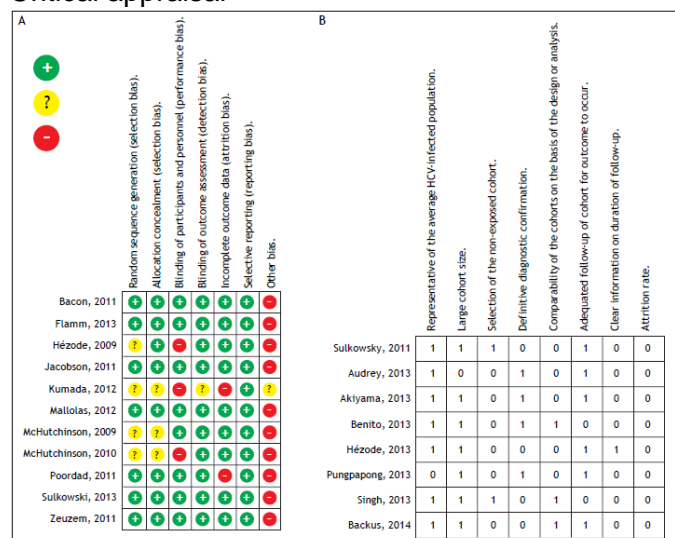 Critical appraisal
A
B
+
?
-
Random sequence generation (selection bias).
Allocation concealment (selection bias).
Blinding of participants and personnel (performance bias).
Blinding of outcome assessment (detection bias).
Incomplete outcome data (attrition bias).
Selective reporting (reporting bias).
Other bias.
Bacon, 2011 + + + + + + -
Flamm, 2013 + + + + + + -
Hézode, 2009 ? + - + + + -
Jacobson, 2011 + + + + + + -
Kumada, 2012 ? ? - ? - + ?
Mallolas, 2012 + + + + + + -
McHutchinson, 2009 ? ? + + + + -
McHutchinson, 2010 ? ? - + + + -
Poordad, 2011 + + + + - + -
Sulkowski, 2013 + + + + + + -
Zeuzem, 2011 + + + + + + -
Representative of the average HCV-infected population.
Large cohort size.
Selection of the non-exposed cohort.
Definitive diagnostic confirmation.
Comparability of the cohorts on the basis of the design or analysis.
Adequated follow-up of cohort for outcome to occur.
Clear information on duration of follow-up.
Attrition rate.
Sulkowsky, 2011 1 1 1 0 0 1 0 0
Audrey, 2013 1 0 0 1 0 1 0 0
Akiyama, 2013 1 1 0 1 0 1 0 0
Benito, 2013 1 1 0 1 1 0 0 0
Hézode, 2013 1 1 0 0 0 1 1 0
Pungpapong, 2013 0 1 0 1 0 1 0 0
Singh, 2013 1 1 1 0 1 0 0 0
Backus, 2014 1 1 0 0 1 1 0 0